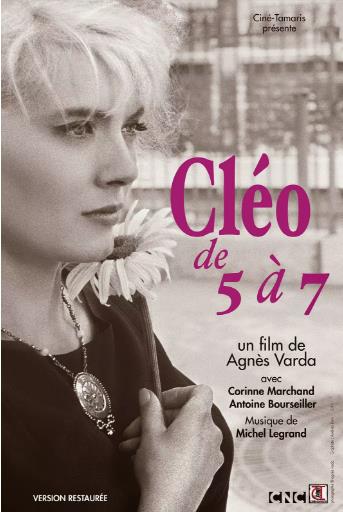 Ciné-Tamaris
présente
Cléo
de
5 à 7
un film de
Agnès Varda
avec
Corinne Marchand
Antoine Bourseiller
Musique de
Michel Legrand
VERSION RESTAURÉE
CNC